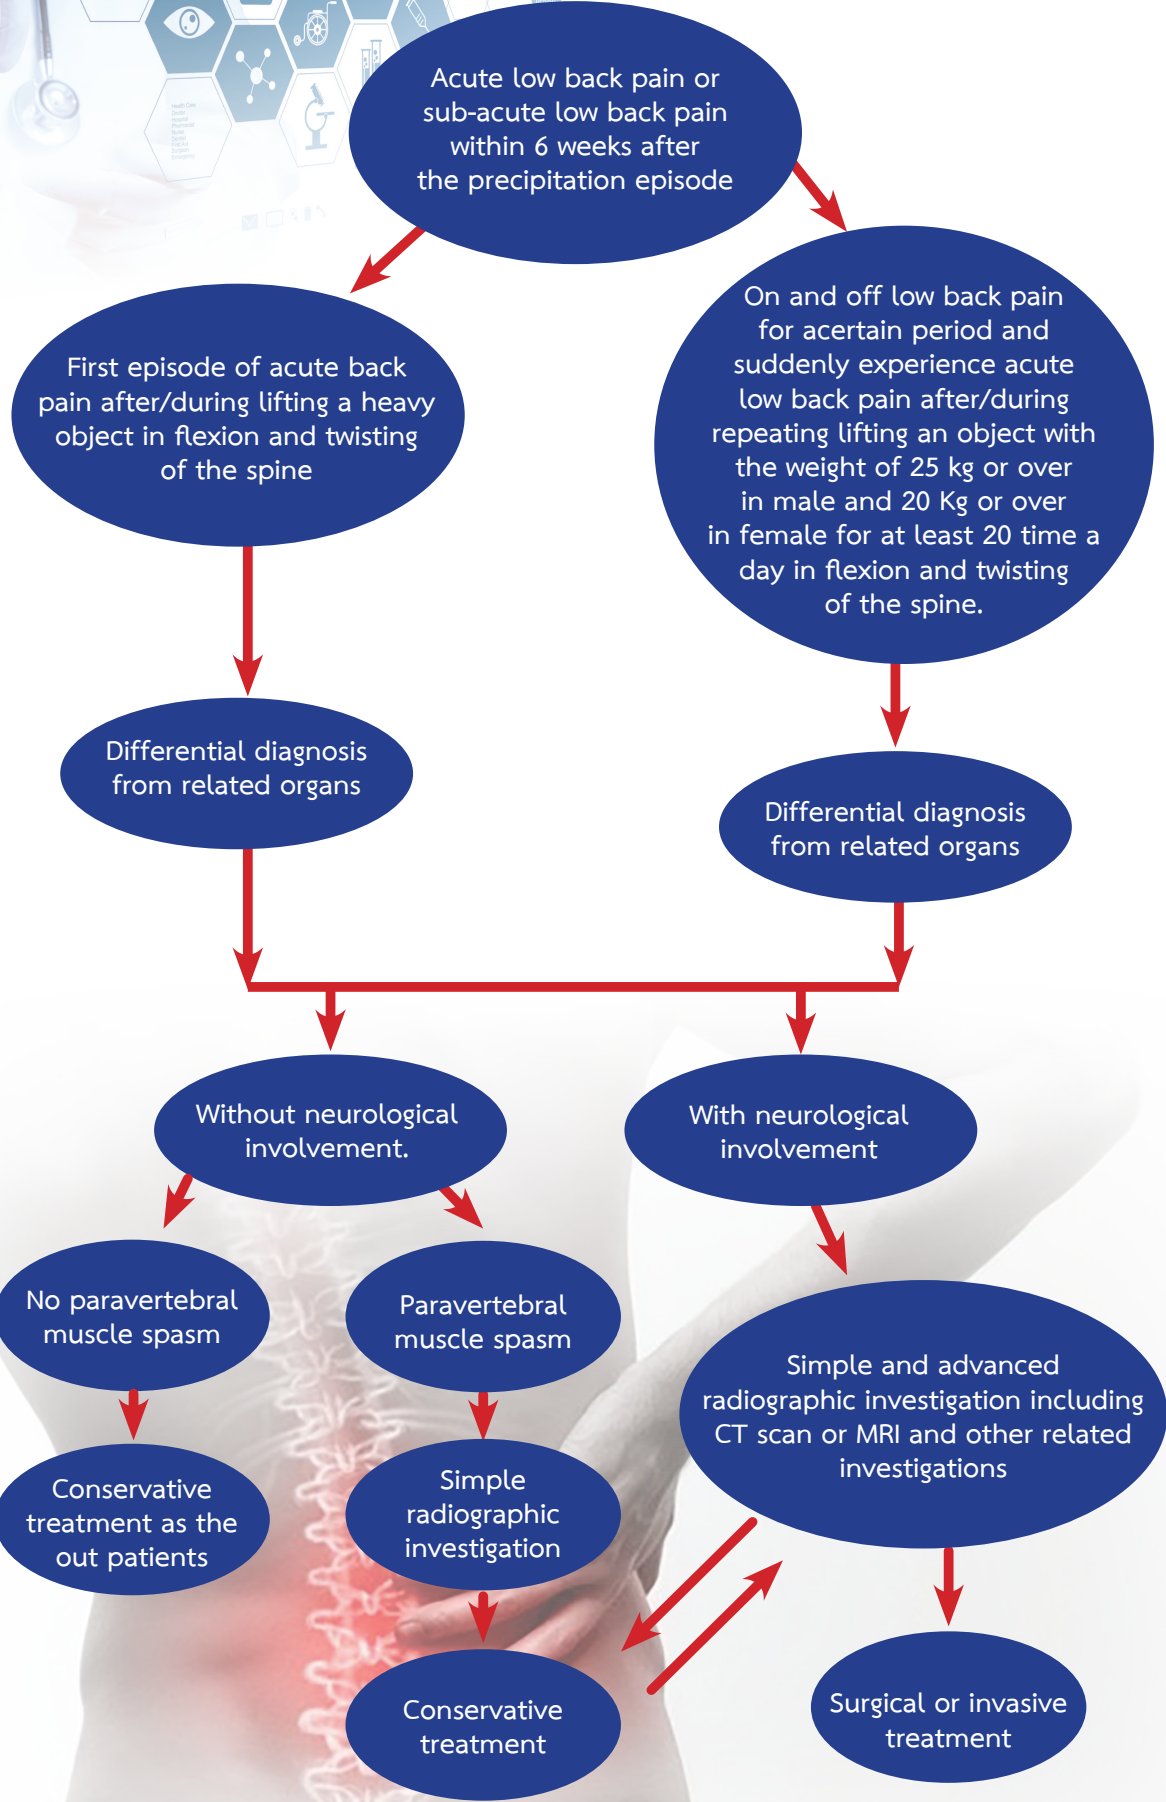 Acute low back pain or
sub-acute low back pain
within 6 weeks after
the precipitation episode
First episode of acute back
pain after/during lifting a heavy
object in flexion and twisting
of the spine
On and off low back pain
for acertain period and
suddenly experience acute
low back pain after/during
repeating lifting an object with
the weight of 25 kg or over
in male and 20 Kg or over
in female for at least 20 time a
day in flexion and twisting
of the spine.
Differential diagnosis
from related organs
Differential diagnosis
from related organs
Without neurological
involvement.
With neurological
involvement
No paravertebral
muscle spasm
Paravertebral
muscle spasm
Simple and advanced
radiographic investigation including
CT scan or MRI and other related
investigations
Conservative
treatment as the
out patients
Simple
radiographic
investigation
Conservative
treatment
Surgical or invasive
treatment